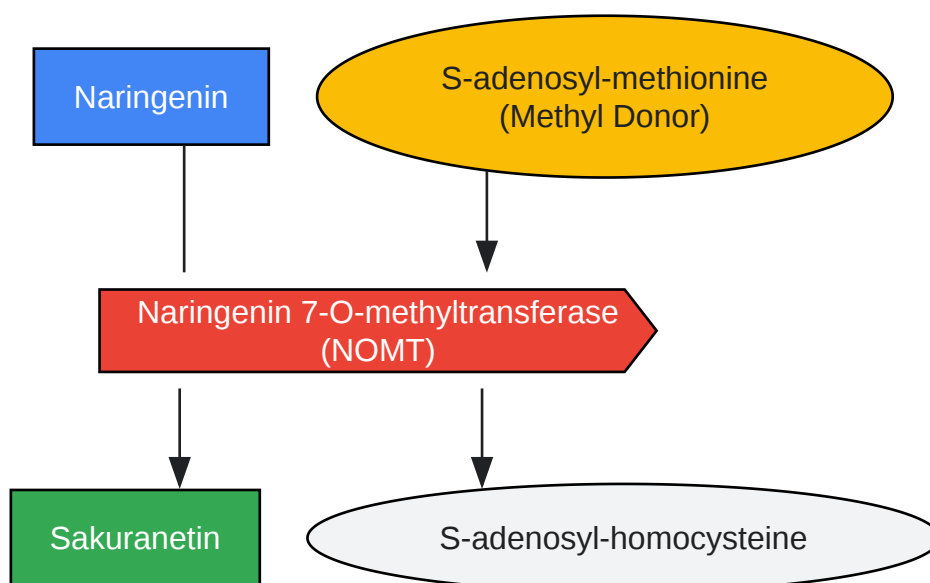 Naringenin
S-adenosyl-methionine
(Methyl Donor)
Naringenin 7-O-methyltransferase
(NOMT)
Sakuranetin
S-adenosyl-homocysteine